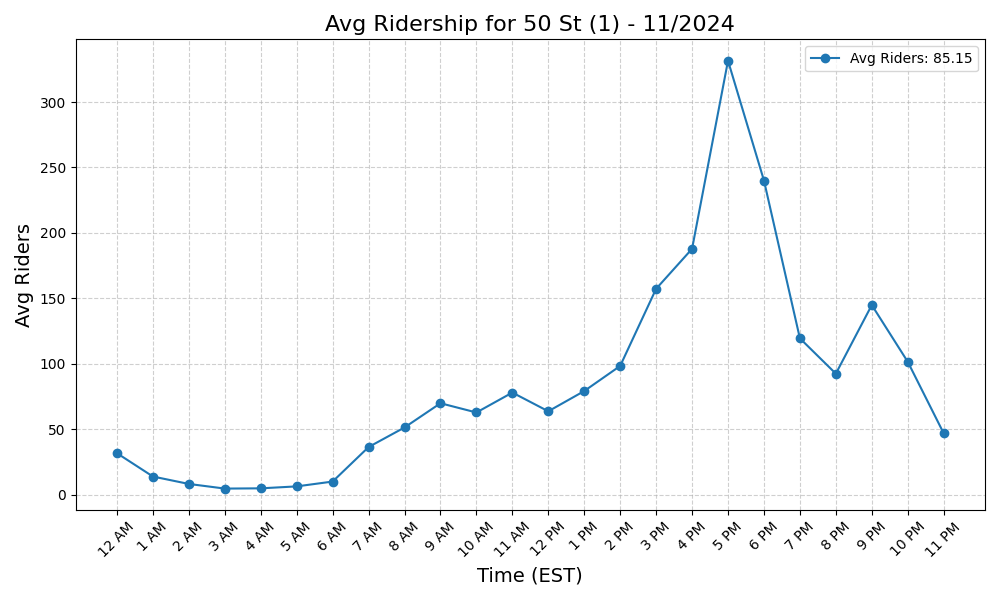 Avg Ridership for 50 St (1) - 11/2024
Avg Riders: 85.15
Avg Riders
300
250
200
150
100
50
0
12 AM
1 AM
2 AM
3 AM
4 AM
5 AM
6 AM
7 AM
8 AM
9 AM
10 AM
11 AM
12 PM
1 PM
2 PM
3 PM
4 PM
5 PM
6 PM
7 PM
8 PM
9 PM
10 PM
11 PM
Time (EST)